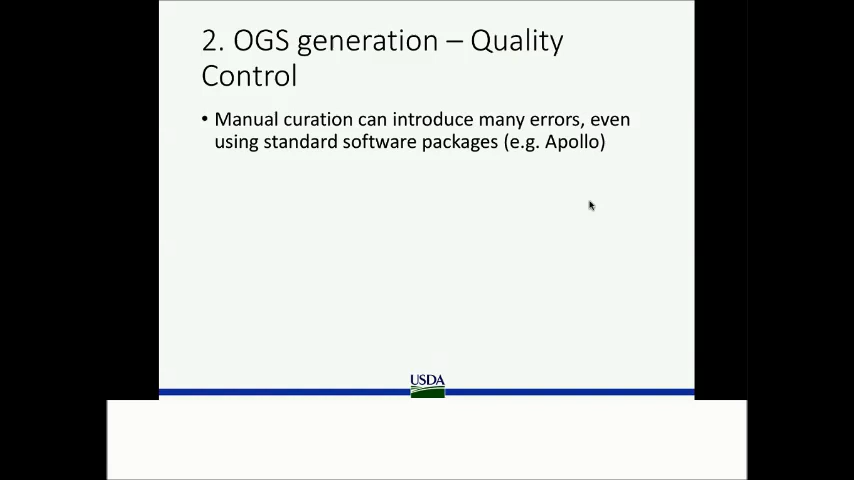 2. OGS generation – Quality
Control
• Manual curation can introduce many errors, even
using standard software packages (e.g. Apollo)
USDA